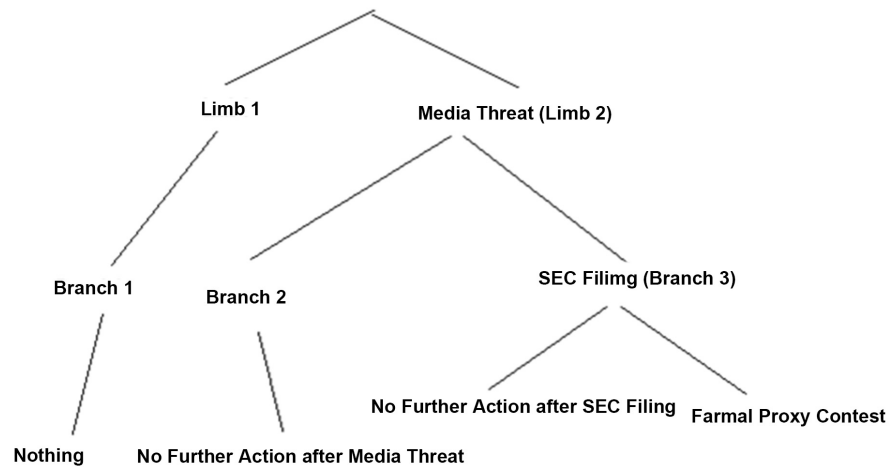 Limb 1
Media Threat (Limb 2)
Branch 1
Branch 2
SEC Filimg (Branch 3)
No Further Action after SEC Filing
Farmal Proxy Contest
Nothing
No Further Action after Media Threat